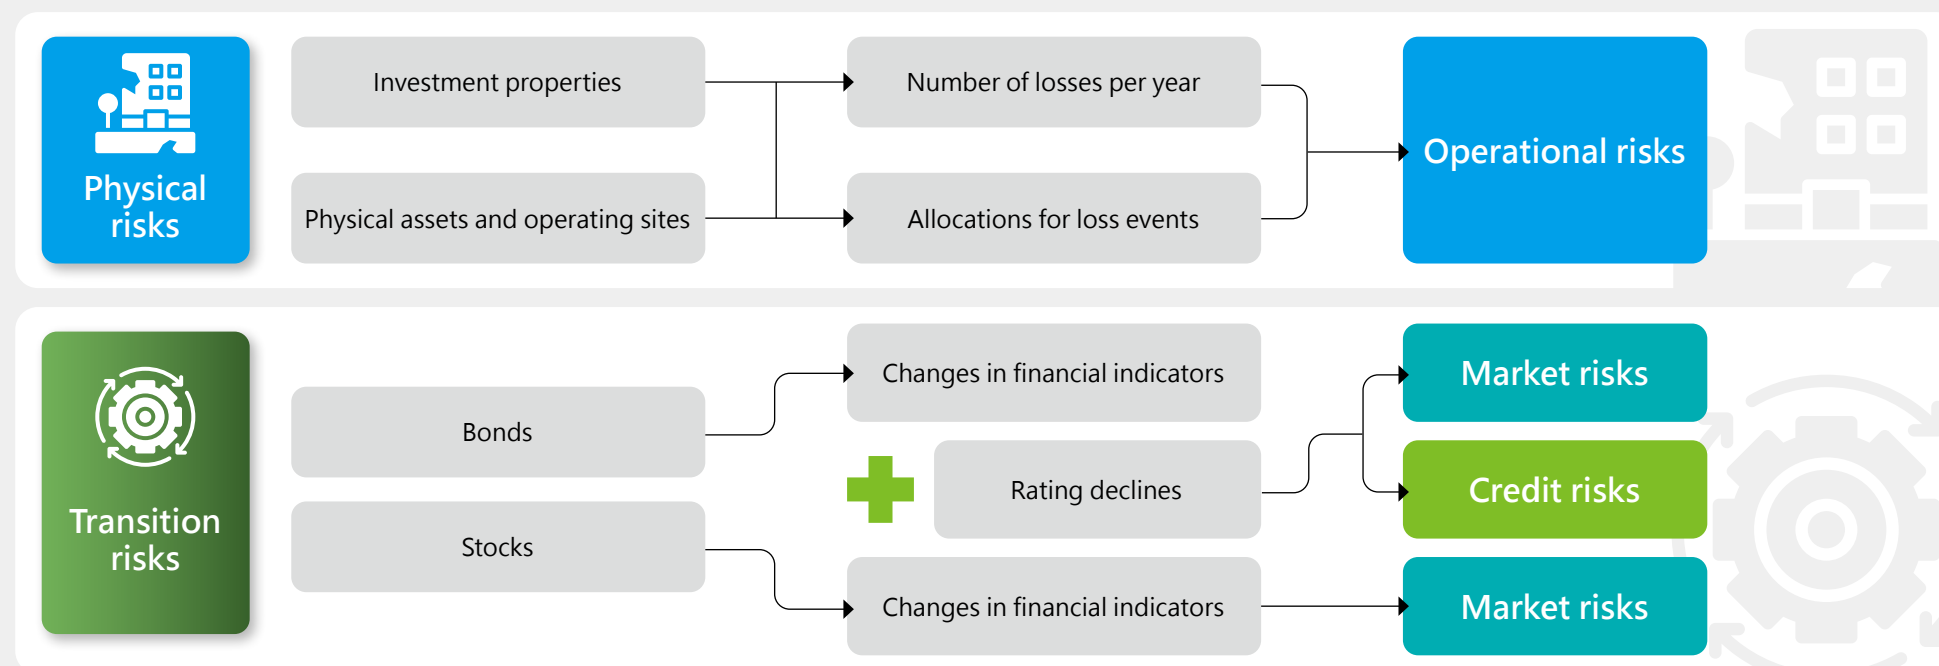 Physical
risks
Investment properties
Number of losses per year
Physical assets and operating sites
Allocations for loss events
Operational risks
Transition
risks
Bonds
Stocks
Changes in financial indicators
Rating declines
Changes in financial indicators
Market risks
Credit risks
Market risks